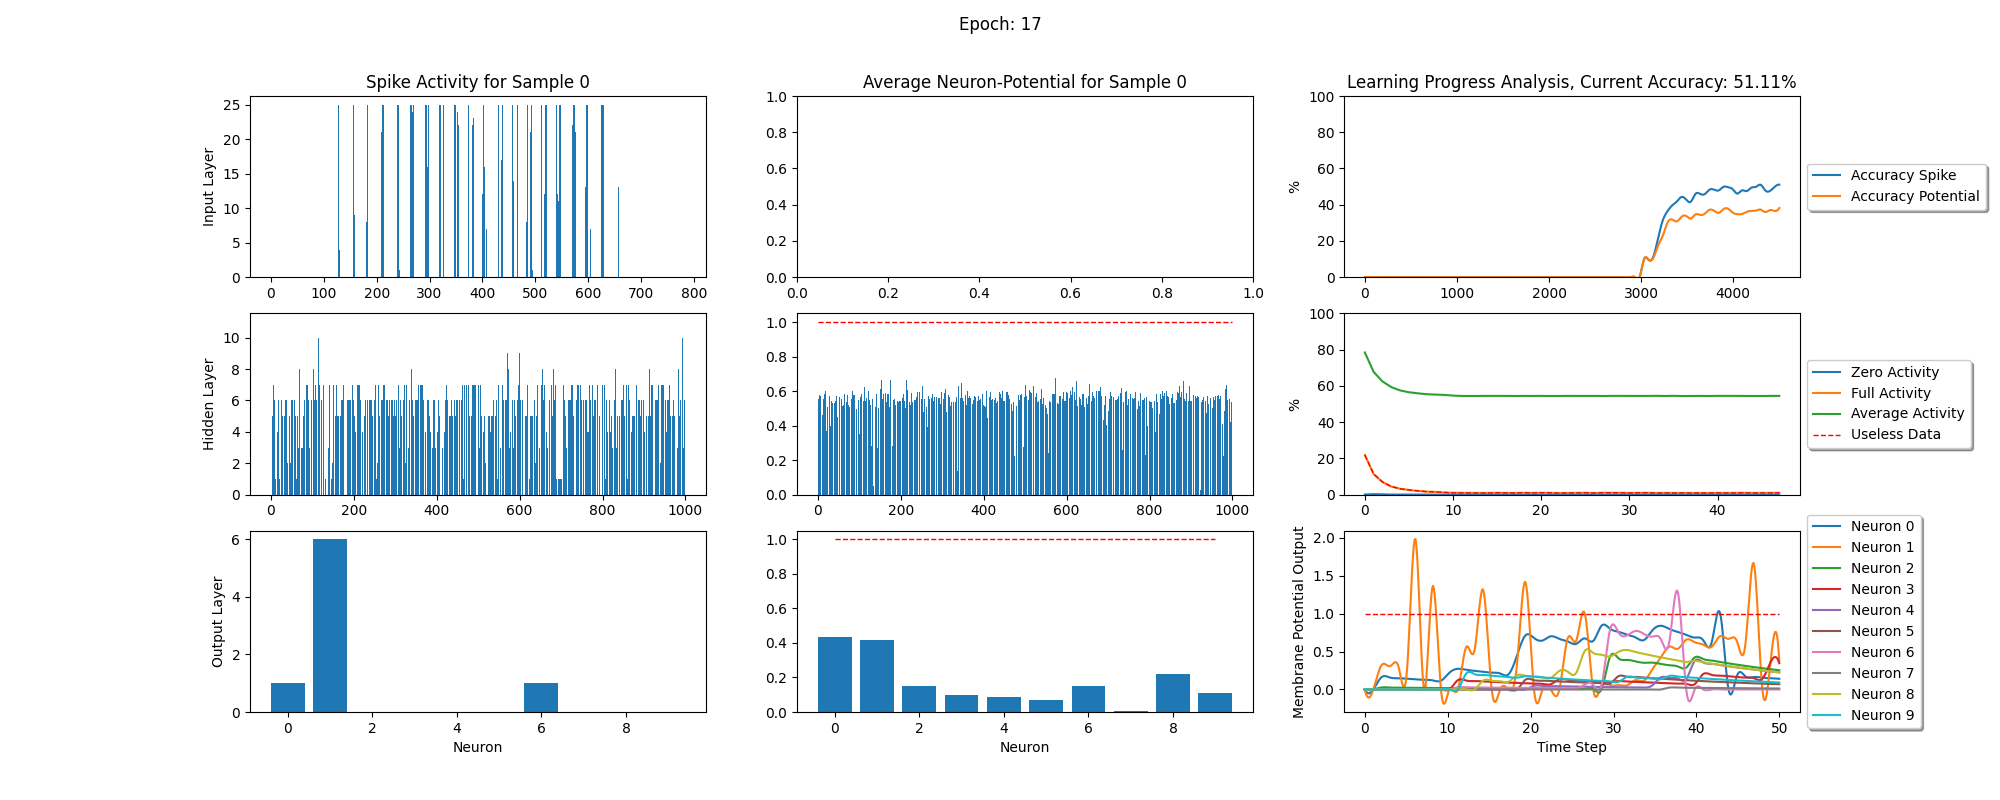 Epoch: 17
Spike Activity for Sample 0
Input Layer
25
20
15
10
5
0
0 100 200 300 400 500 600 700 800
Average Neuron-Potential for Sample 0
1.0
0.8
0.6
0.4
0.2
0.0
0.0 0.2 0.4 0.6 0.8 1.0
Learning Progress Analysis, Current Accuracy: 51.11%
%
100
80
60
40
20
0
0 1000 2000 3000 4000
Accuracy Spike
Accuracy Potential
Hidden Layer
10
8
6
4
2
0
0 200 400 600 800 1000
1.0
0.8
0.6
0.4
0.2
0.0
0 200 400 600 800 1000
%
100
80
60
40
20
0
0 10 20 30 40
Zero Activity
Full Activity
Average Activity
Useless Data
Output Layer
6
4
2
0
0 2 4 6 8
Neuron
1.0
0.8
0.6
0.4
0.2
0.0
0 2 4 6 8
Neuron
Membrane Potential Output
2.0
1.5
1.0
0.5
0.0
0 10 20 30 40 50
Time Step
Neuron 0
Neuron 1
Neuron 2
Neuron 3
Neuron 4
Neuron 5
Neuron 6
Neuron 7
Neuron 8
Neuron 9